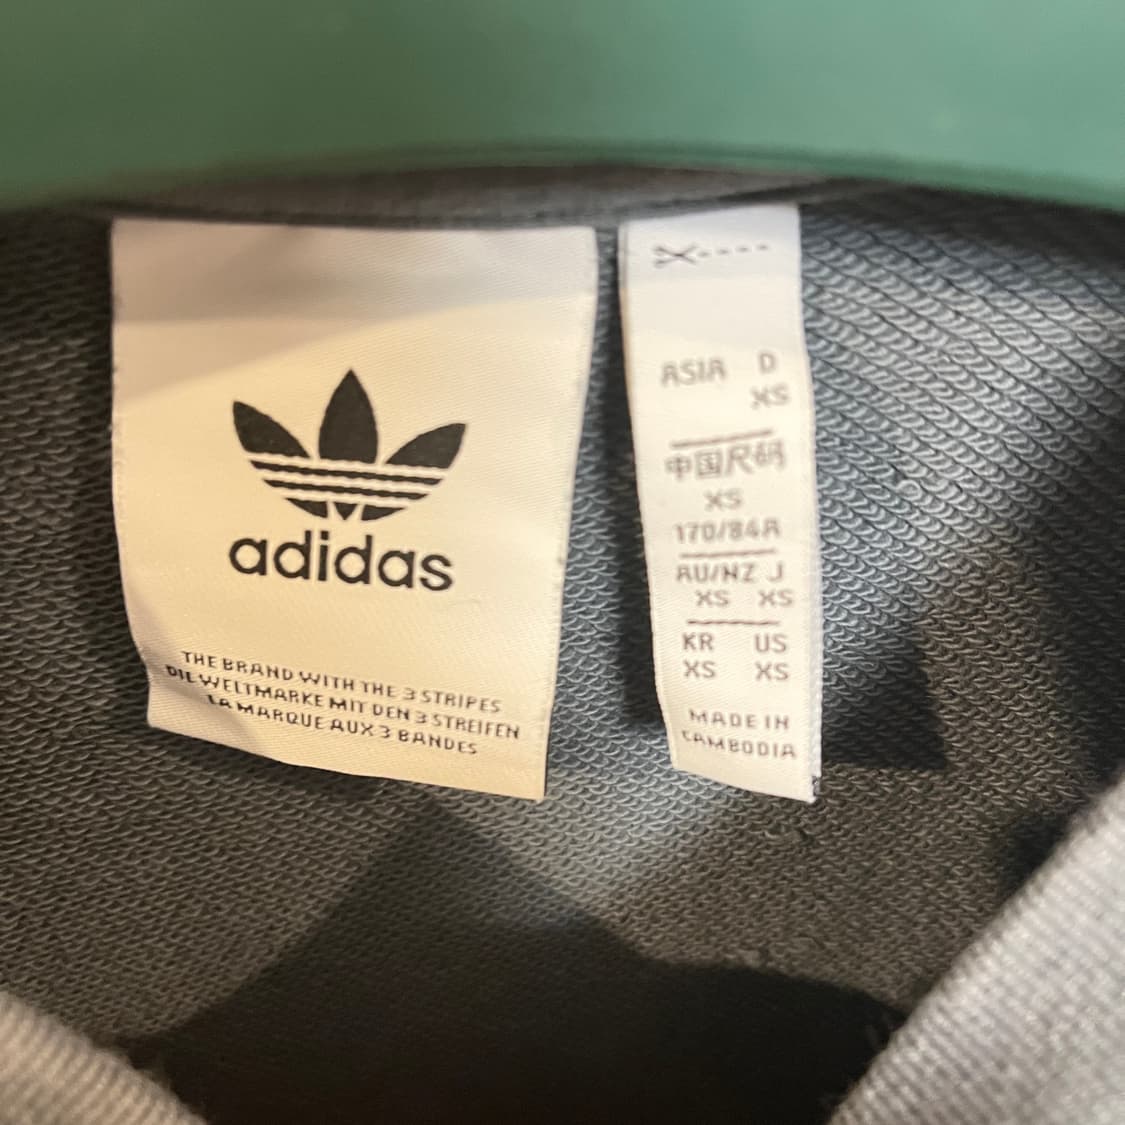 adidas
THE BRAND WITH THE 3 STRIPES
DIE WELTMARKE MIT DEN 3 STREIFEN
LA MARQUE AUX 3 BANDES
ASIA D
XS
中国尺码
XS
170/84A
AU/NZ J
XS XS
KR US
XS XS
MADE IN
CAMBODIA